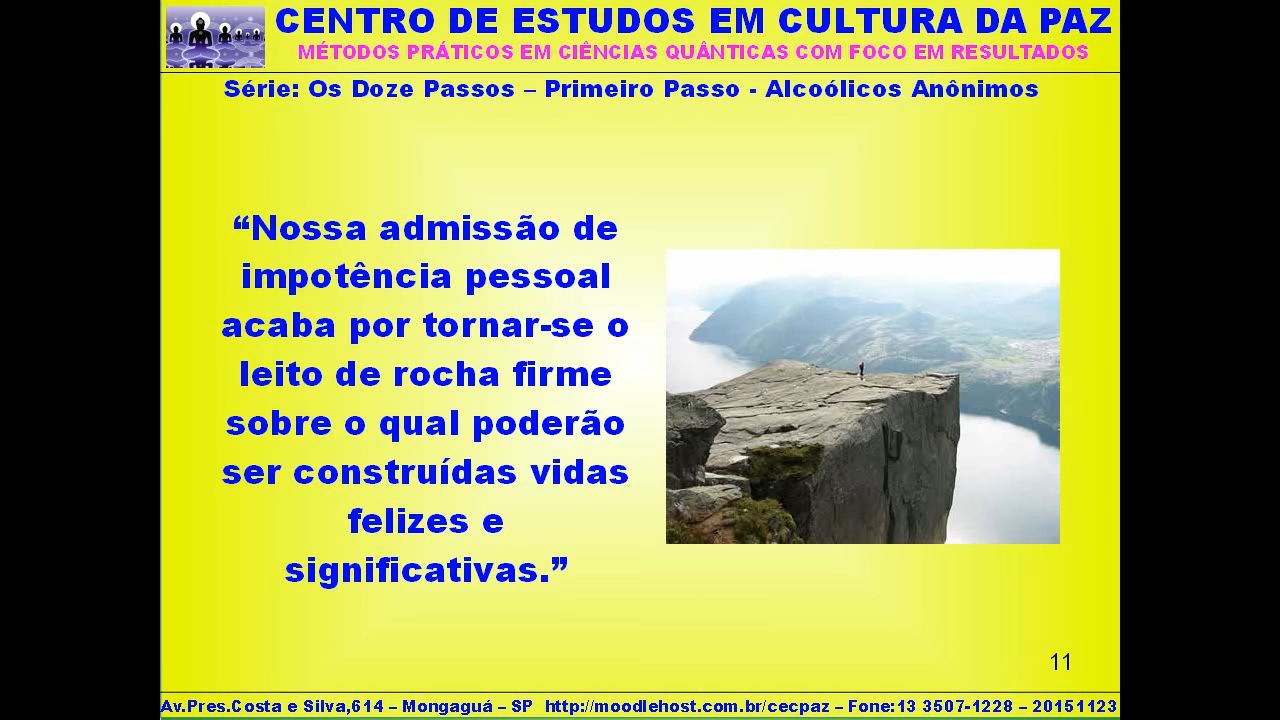 CENTRO DE ESTUDOS EM CULTURA DA PAZ
MÉTODOS PRÁTICOS EM CIÊNCIAS QUÂNTICAS COM FOCO EM RESULTADOS
Série: Os Doze Passos – Primeiro Passo - Alcoólicos Anônimos
“Nossa admissão de
impotência pessoal
acaba por tornar-se o
leito de rocha firme
sobre o qual poderão
ser construídas vidas
felizes e
significativas.”
11
Av.Pres.Costa e Silva,614 – Mongaguá – SP http://moodlehost.com.br/cecpaz – Fone:13 3507-1228 – 20151123